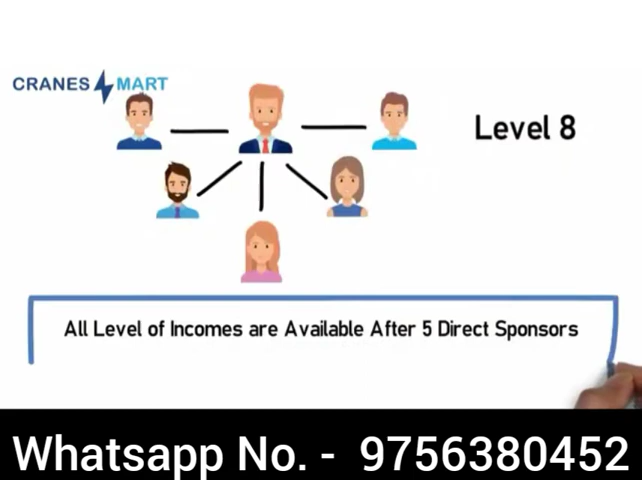 CRANES MART
Level 8
All Level of Incomes are Available After 5 Direct Sponsors
Whatsapp No. - 9756380452